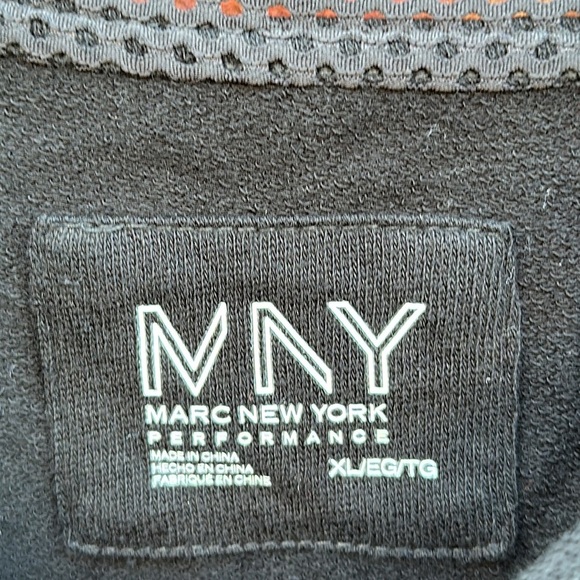 MNY
MARC NEW YORK
PERFORMANCE
MADE IN CHINA
HECHO EN CHINA
FABRIQUÉ EN CHINE
XL/EG/TG